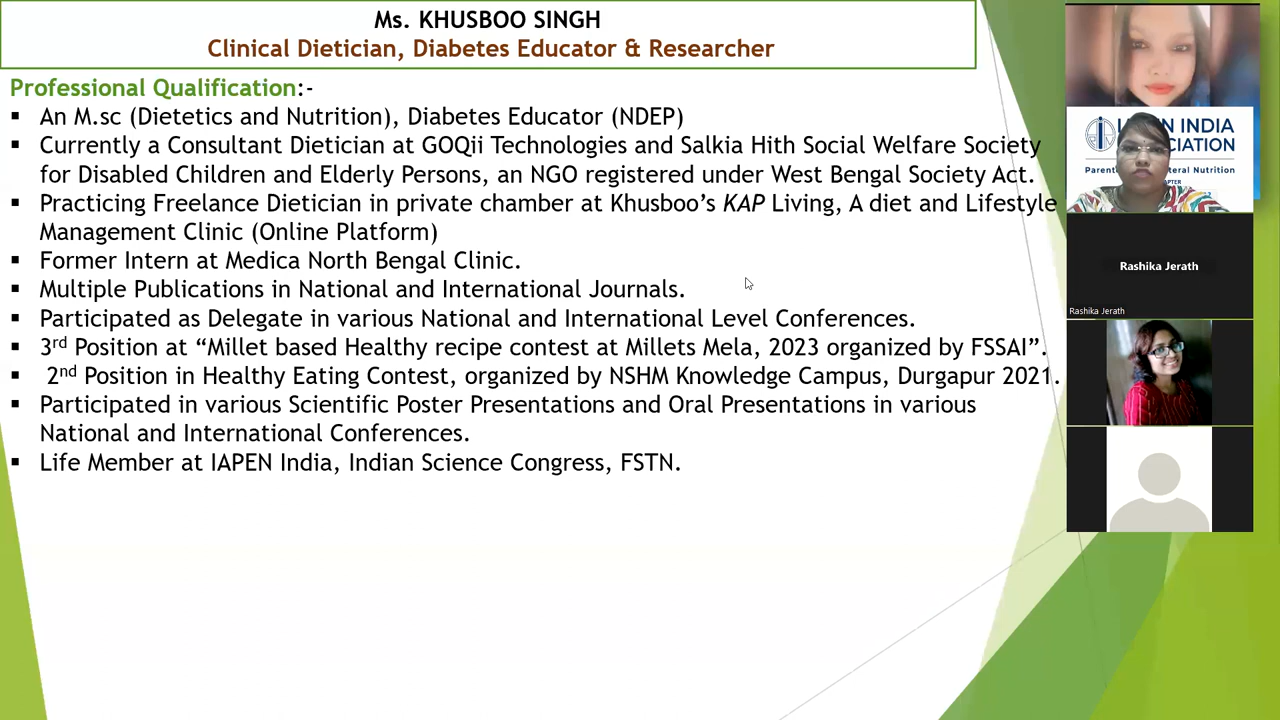 Ms. KHUSBOO SINGH
Clinical Dietician, Diabetes Educator & Researcher
Professional Qualification:-
▪ An M.sc (Dietetics and Nutrition), Diabetes Educator (NDEP)
▪ Currently a Consultant Dietician at GOQii Technologies and Salkia Hith Social Welfare Society
for Disabled Children and Elderly Persons, an NGO registered under West Bengal Society Act.
▪ Practicing Freelance Dietician in private chamber at Khusboo’s KAP Living, A diet and Lifestyle
Management Clinic (Online Platform)
▪ Former Intern at Medica North Bengal Clinic.
▪ Multiple Publications in National and International Journals.
▪ Participated as Delegate in various National and International Level Conferences.
▪ 3rd Position at “Millet based Healthy recipe contest at Millets Mela, 2023 organized by FSSAI”.
▪ 2nd Position in Healthy Eating Contest, organized by NSHM Knowledge Campus, Durgapur 2021.
▪ Participated in various Scientific Poster Presentations and Oral Presentations in various
National and International Conferences.
▪ Life Member at IAPEN India, Indian Science Congress, FSTN.
INDIA
Nutrition
Rashika Jerath
Rashika Jerath